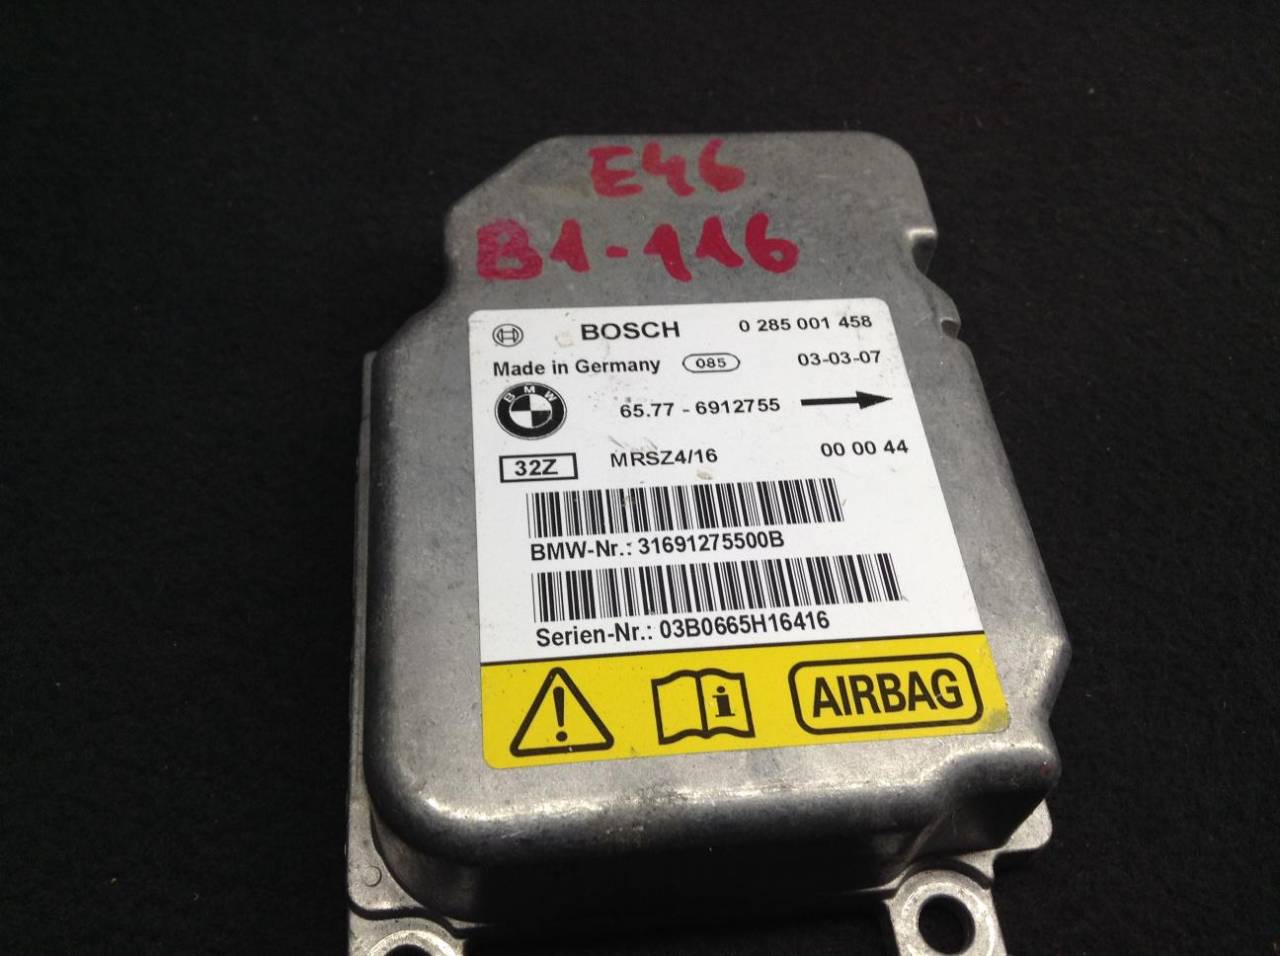 E46
B1-116
BOSCH 0 285 001 458
Made in Germany 085 03-03-07
BMW 65.77 - 6912755
32Z MRSZ4/16 00 00 44
BMW-Nr.: 31691275500B
Serien-Nr.: 03B0665H16416
AIRBAG